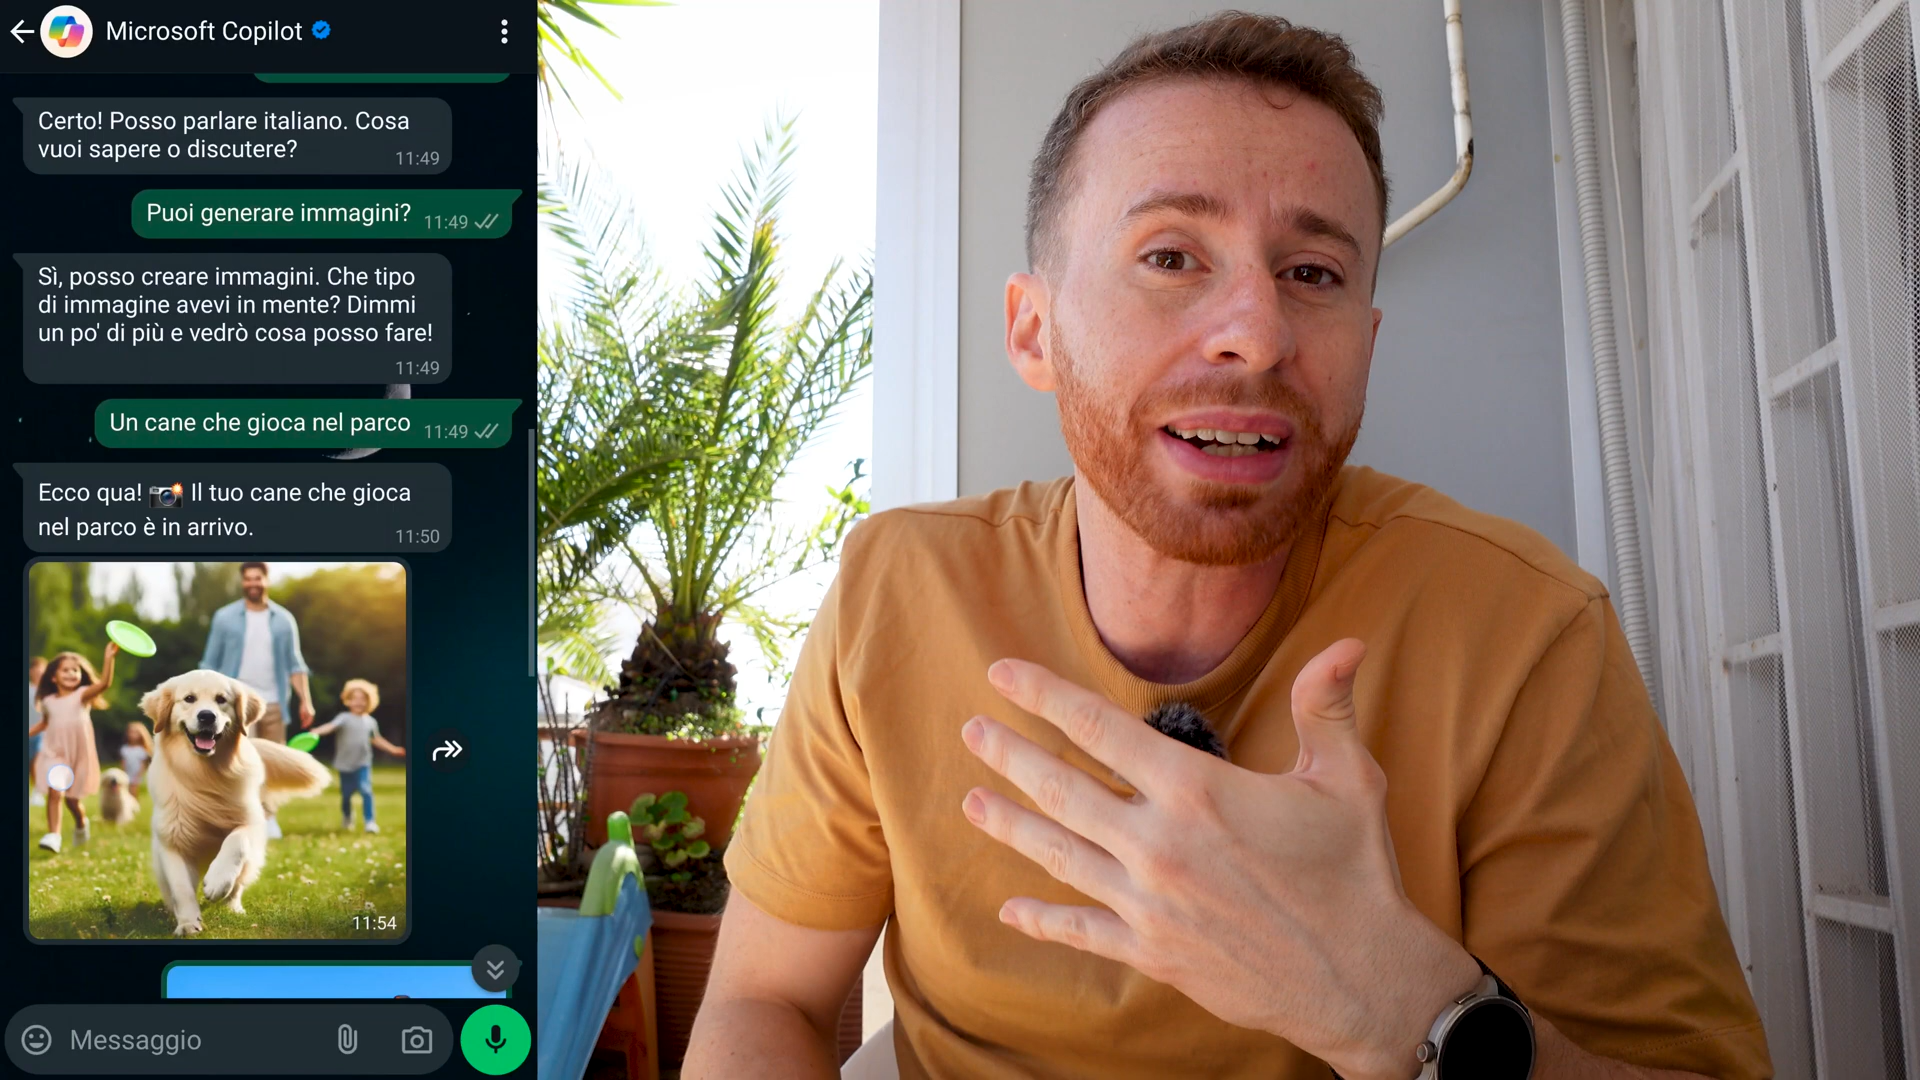 Microsoft Copilot
Certo! Posso parlare italiano. Cosa
vuoi sapere o discutere?
11:49
Puoi generare immagini?
11:49
Sì, posso creare immagini. Che tipo
di immagine avevi in mente? Dimmi
un po' di più e vedrò cosa posso fare!
11:49
Un cane che gioca nel parco
11:49
Ecco qua! 📸 Il tuo cane che gioca
nel parco è in arrivo.
11:50
11:54
Messaggio